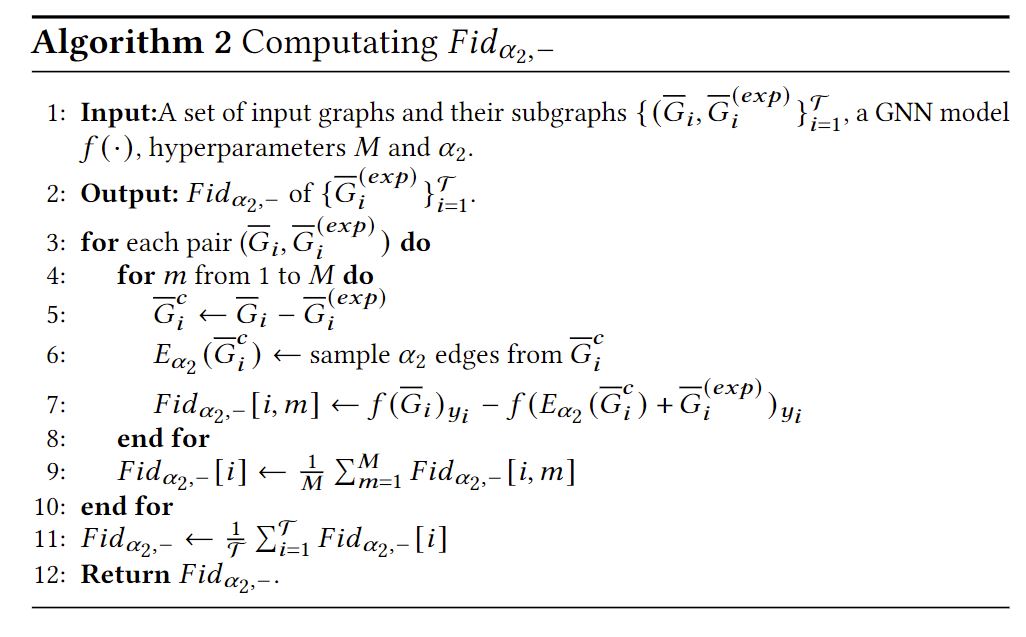 Algorithm 2 Computating $Fid_{\alpha_2,-}$
1: Input:A set of input graphs and their subgraphs $\{(\overline{G}_i, \overline{G}_i^{(exp)}\}_{i=1}^{\mathcal{T}}$, a GNN model
$f(\cdot)$, hyperparameters $M$ and $\alpha_2$.
2: Output: $Fid_{\alpha_2,-}$ of $\{\overline{G}_i^{(exp)}\}_{i=1}^{\mathcal{T}}$.
3: for each pair $(\overline{G}_i, \overline{G}_i^{(exp)})$ do
4: for $m$ from 1 to $M$ do
5: $\overline{G}_i^c \leftarrow \overline{G}_i - \overline{G}_i^{(exp)}$
6: $E_{\alpha_2}(\overline{G}_i^c) \leftarrow$ sample $\alpha_2$ edges from $\overline{G}_i^c$
7: $Fid_{\alpha_2,-}[i, m] \leftarrow f(\overline{G}_i)_{y_i} - f(E_{\alpha_2}(\overline{G}_i^c) + \overline{G}_i^{(exp)})_{y_i}$
8: end for
9: $Fid_{\alpha_2,-}[i] \leftarrow \frac{1}{M} \sum_{m=1}^{M} Fid_{\alpha_2,-}[i, m]$
10: end for
11: $Fid_{\alpha_2,-} \leftarrow \frac{1}{\mathcal{T}} \sum_{i=1}^{\mathcal{T}} Fid_{\alpha_2,-}[i]$
12: Return $Fid_{\alpha_2,-}$.